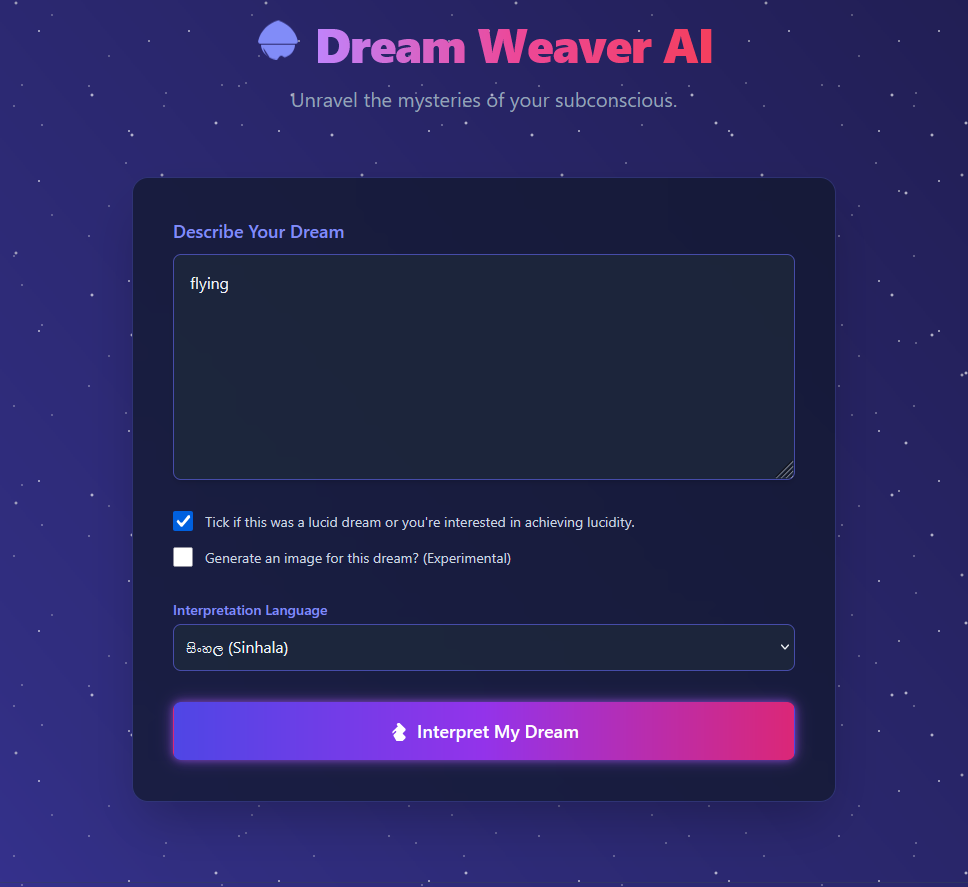 Dream Weaver AI
Unravel the mysteries of your subconscious.
Describe Your Dream
flying
Tick if this was a lucid dream or you're interested in achieving lucidity.
Generate an image for this dream? (Experimental)
Interpretation Language
සිංහල (Sinhala)
Interpret My Dream